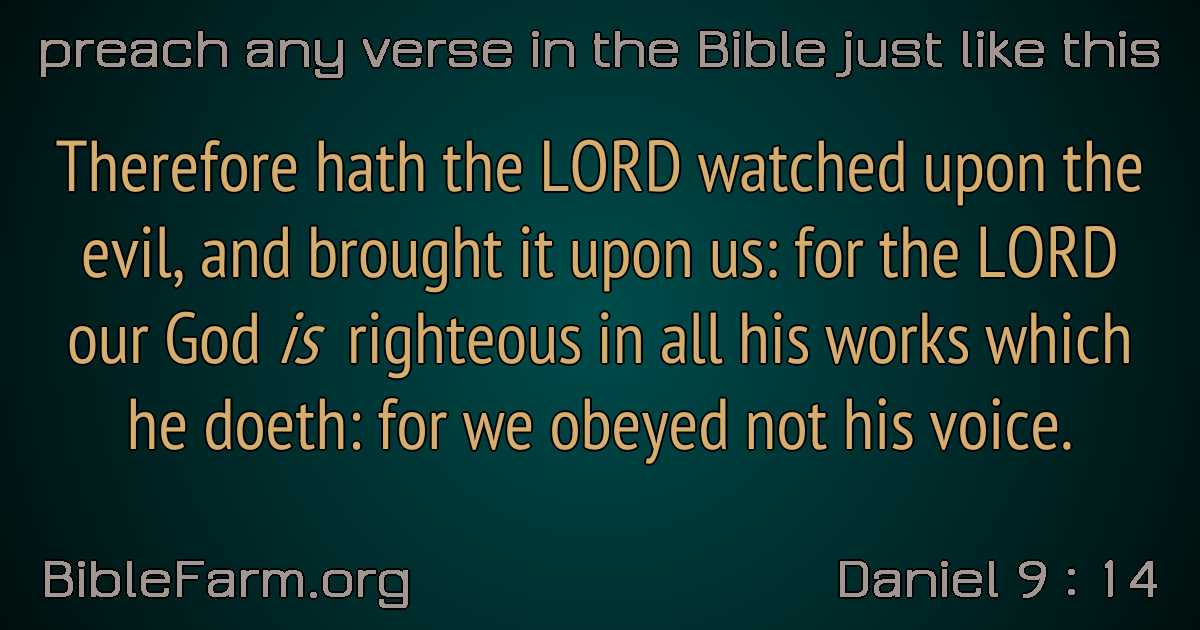 preach any verse in the Bible just like this
Therefore hath the LORD watched upon the
evil, and brought it upon us: for the LORD
our God is righteous in all his works which
he doeth: for we obeyed not his voice.
BibleFarm.org
Daniel 9 : 14